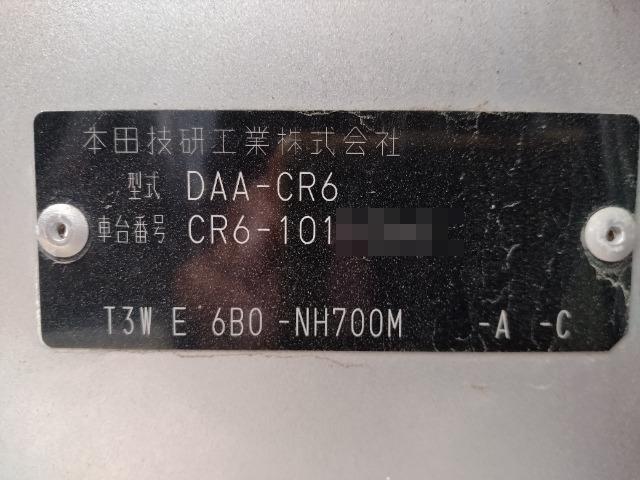 本田技研工業株式会社
型式 DAA-CR6
車台番号 CR6-101
T3W E 6B0 -NH700M -A -C